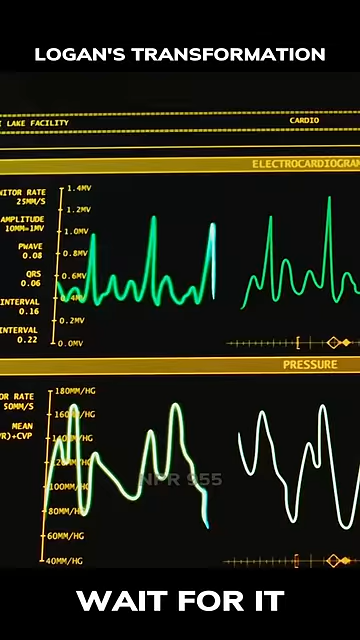 LOGAN'S TRANSFORMATION
LAKE FACILITY
CARDIO
ELECTROCARDIOGRAM
NITOR RATE
25MM/S
AMPLITUDE
10MM=1MV
PWAVE
0.08
QRS
0.06
INTERVAL
0.16
INTERVAL
0.22
1.4MV
1.2MV
1.0MV
0.8MV
0.6MV
0.4MV
0.2MV
0.0MV
PRESSURE
OR RATE
50MM/S
MEAN
R)+CVP
180MM/HG
160MM/HG
140MM/HG
120MM/HG
100MM/HG
80MM/HG
60MM/HG
40MM/HG
NPR 955
WAIT FOR IT